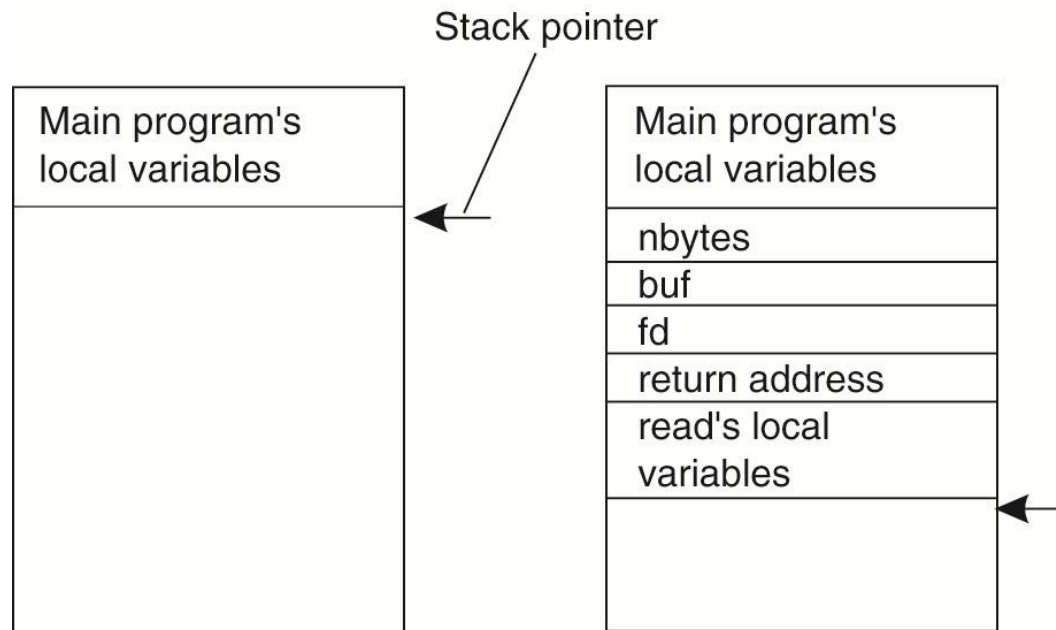 Stack pointer
Main program's
local variables
Main program's
local variables
nbytes
buf
fd
return address
read's local
variables